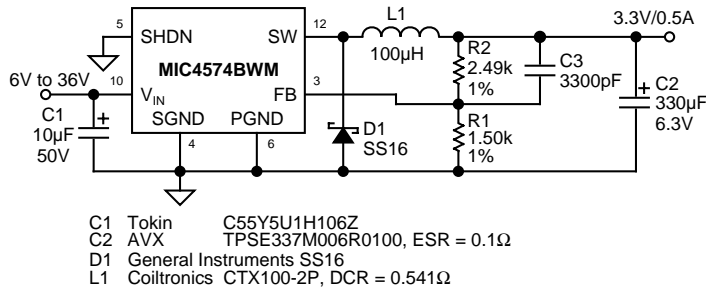 5
SHDN
SW
12
L1
100µH
3.3V/0.5A
MIC4574BWM
6V to 36V
10
VIN
FB
3
SGND
PGND
4
6
C1
10µF
50V
+
D1
SS16
R2
2.49k
1%
R1
1.50k
1%
C3
3300pF
+
C2
330µF
6.3V
C1 Tokin C55Y5U1H106Z
C2 AVX TPSE337M006R0100, ESR = 0.1Ω
D1 General Instruments SS16
L1 Coiltronics CTX100-2P, DCR = 0.541Ω